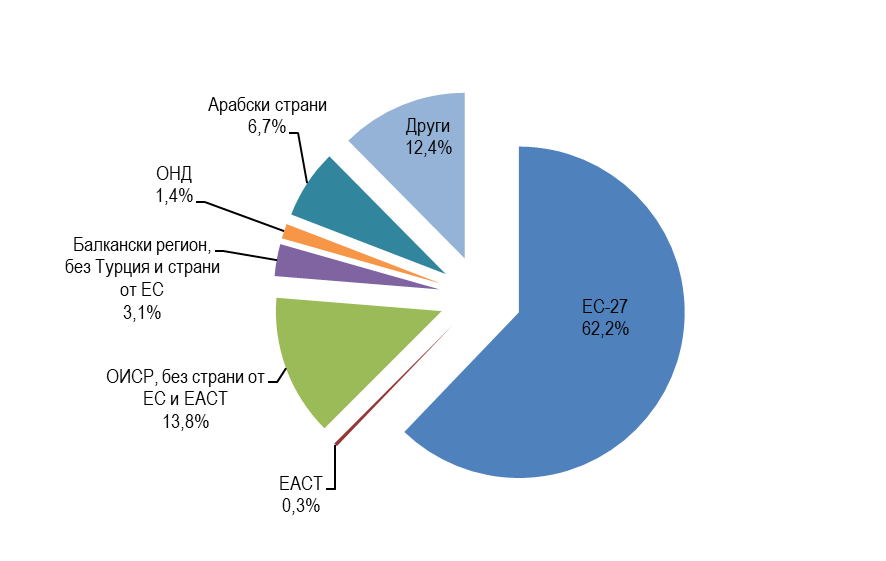 Арабски страни
6,7%
Други
12,4%
ОНД
1,4%
Балкански регион,
без Турция и страни
от ЕС
3,1%
ЕС-27
62,2%
ОИСР, без страни от
ЕС и ЕАСТ
13,8%
ЕАСТ
0,3%